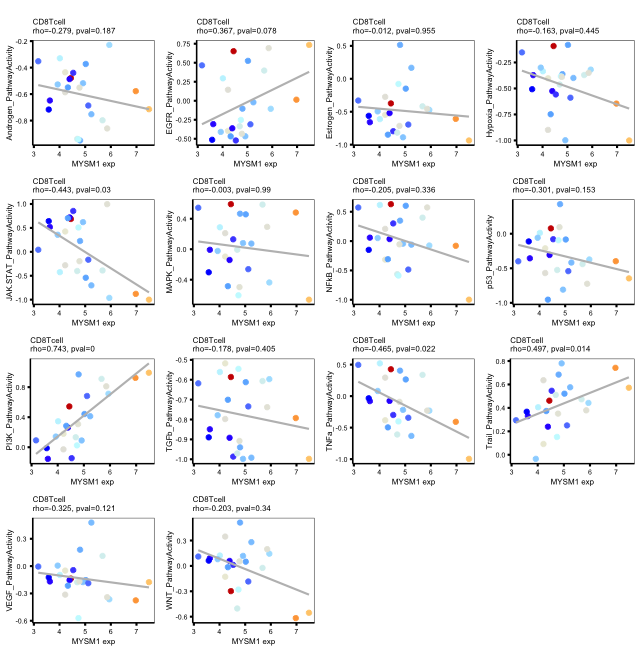 CD8Tcell
rho=-0.279, pval=0.187
Androgen_PathwayActivity
-0.2
-0.4
-0.6
-0.8
3 4 5 6 7
MYSM1 exp
CD8Tcell
rho=0.367, pval=0.078
EGFR_PathwayActivity
0.75
0.50
0.25
0.00
-0.25
-0.50
3 4 5 6 7
MYSM1 exp
CD8Tcell
rho=-0.012, pval=0.955
Estrogen_PathwayActivity
0.5
0.0
-0.5
-1.0
3 4 5 6 7
MYSM1 exp
CD8Tcell
rho=-0.163, pval=0.445
Hypoxia_PathwayActivity
-0.25
-0.50
-0.75
-1.00
3 4 5 6 7
MYSM1 exp
CD8Tcell
rho=-0.443, pval=0.03
JAK.STAT_PathwayActivity
1.0
0.5
0.0
-0.5
-1.0
3 4 5 6 7
MYSM1 exp
CD8Tcell
rho=-0.003, pval=0.99
MAPK_PathwayActivity
0.5
0.0
-0.5
3 4 5 6 7
MYSM1 exp
CD8Tcell
rho=-0.205, pval=0.336
NFkB_PathwayActivity
0.5
0.0
-0.5
-1.0
3 4 5 6 7
MYSM1 exp
CD8Tcell
rho=-0.301, pval=0.153
p53_PathwayActivity
0.0
-0.5
-1.0
3 4 5 6 7
MYSM1 exp
CD8Tcell
rho=0.743, pval=0
PI3K_PathwayActivity
0.8
0.4
0.0
3 4 5 6 7
MYSM1 exp
CD8Tcell
rho=-0.178, pval=0.405
TGFb_PathwayActivity
-0.5
-0.6
-0.7
-0.8
-0.9
-1.0
3 4 5 6 7
MYSM1 exp
CD8Tcell
rho=-0.465, pval=0.022
TNFa_PathwayActivity
0.5
0.0
-0.5
-1.0
3 4 5 6 7
MYSM1 exp
CD8Tcell
rho=0.497, pval=0.014
Trail_PathwayActivity
0.8
0.6
0.4
0.2
0.0
3 4 5 6 7
MYSM1 exp
CD8Tcell
rho=-0.325, pval=0.121
VEGF_PathwayActivity
0.3
0.0
-0.3
-0.6
3 4 5 6 7
MYSM1 exp
CD8Tcell
rho=-0.203, pval=0.34
WNT_PathwayActivity
0.3
0.0
-0.3
-0.6
3 4 5 6 7
MYSM1 exp